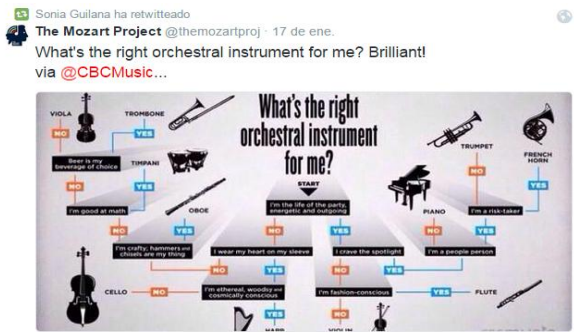 Sonia Guilana ha retwitteado
The Mozart Project @themozartproj · 17 de ene.
What's the right orchestral instrument for me? Brilliant!
via @CBCMusic...
What's the right
orchestral instrument
for me?
START
VIOLA
TROMBONE
NO
YES
Beer is my
beverage of choice
TIMPANI
NO
YES
I'm good at math
OBOE
NO
YES
I'm crafty, hammers and
chisels are my thing
I'm the life of the party,
energetic and outgoing
NO
YES
I wear my heart on my sleeve
I crave the spotlight
PIANO
TRUMPET
FRENCH
HORN
NO
YES
I'm a risk-taker
NO
YES
I'm a people person
NO
YES
NO
YES
CELLO
NO
I'm ethereal, woodsy and
cosmically conscious
I'm fashion-conscious
YES
FLUTE
YES
NO
HARP
VIOLIN